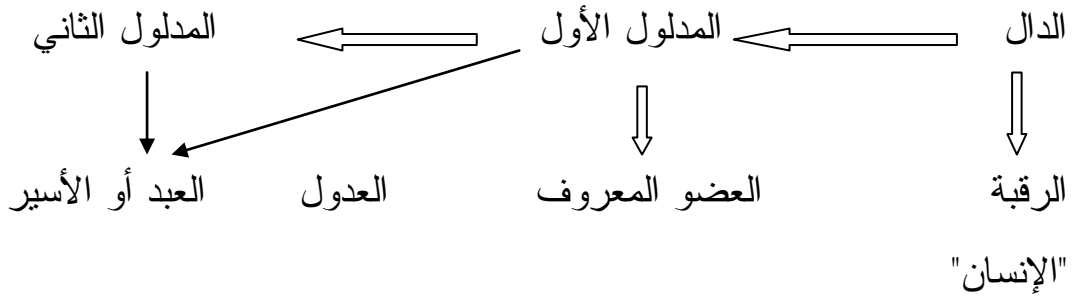 الدال المدلول الأول المدلول الثاني
الرقبة العضو المعروف العدول العبد أو الأسير
"الإنسان"